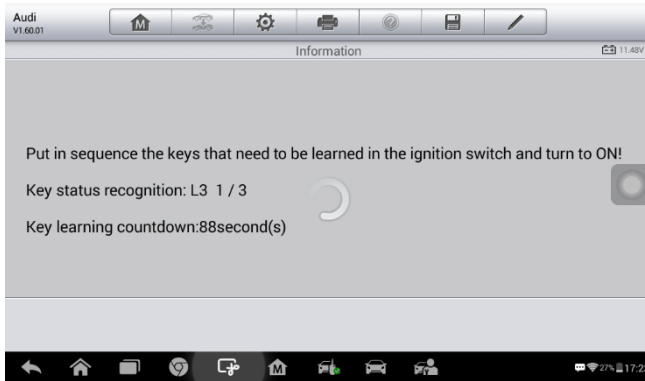 Audi
V1.60.01
Information
11.48V
Put in sequence the keys that need to be learned in the ignition switch and turn to ON!
Key status recognition: L3 1 / 3
Key learning countdown:88second(s)
27%